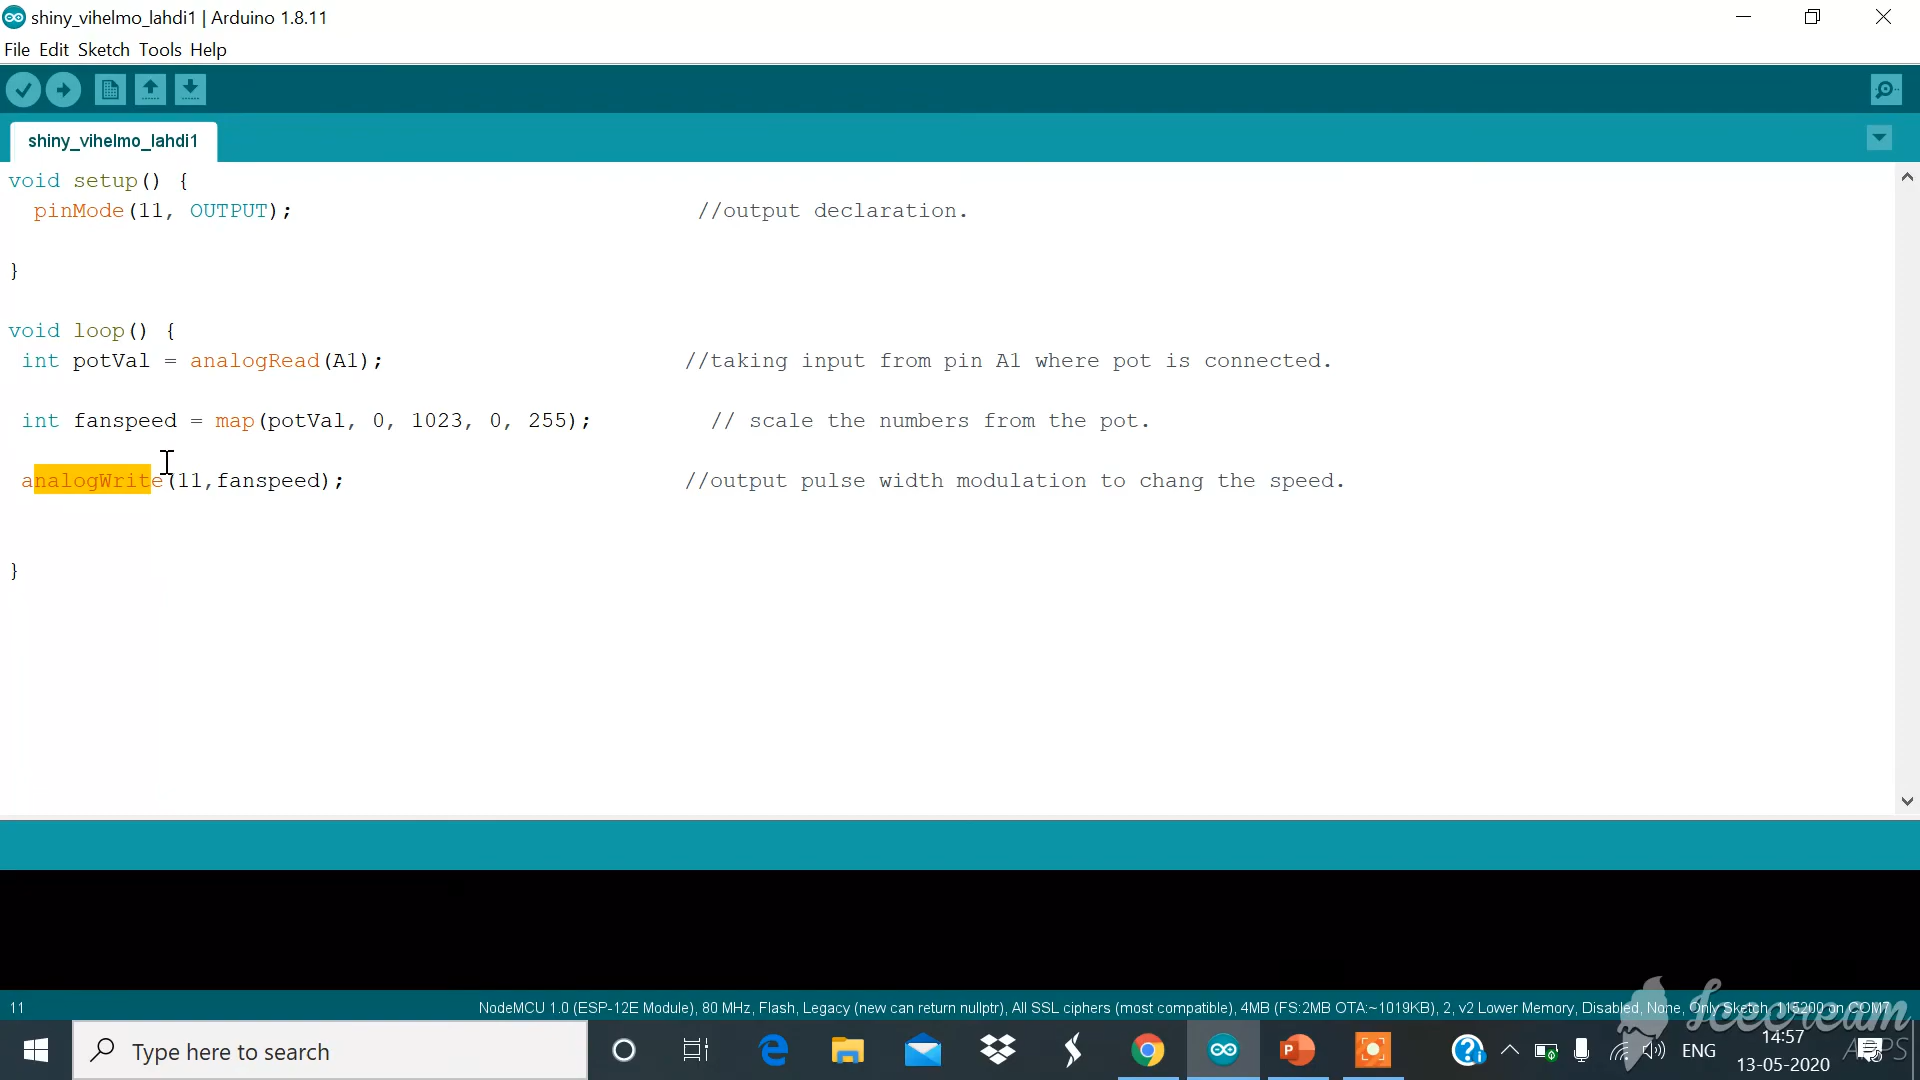 shiny_vihelmo_lahdi1 | Arduino 1.8.11
File Edit Sketch Tools Help
shiny_vihelmo_lahdi1
void setup() {
pinMode(11, OUTPUT); //output declaration.
}
void loop() {
int potVal = analogRead(A1); //taking input from pin A1 where pot is connected.
int fanspeed = map(potVal, 0, 1023, 0, 255); // scale the numbers from the pot.
analogWrite(11,fanspeed); //output pulse width modulation to chang the speed.
}
11 NodeMCU 1.0 (ESP-12E Module), 80 MHz, Flash, Legacy (new can return nullptr), All SSL ciphers (most compatible), 4MB (FS:2MB OTA:~1019KB), 2, v2 Lower Memory, Disabled, None, Only Sketch, 115200 on COM7
Icecream
APPS
Type here to search
ENG
14:57
13-05-2020